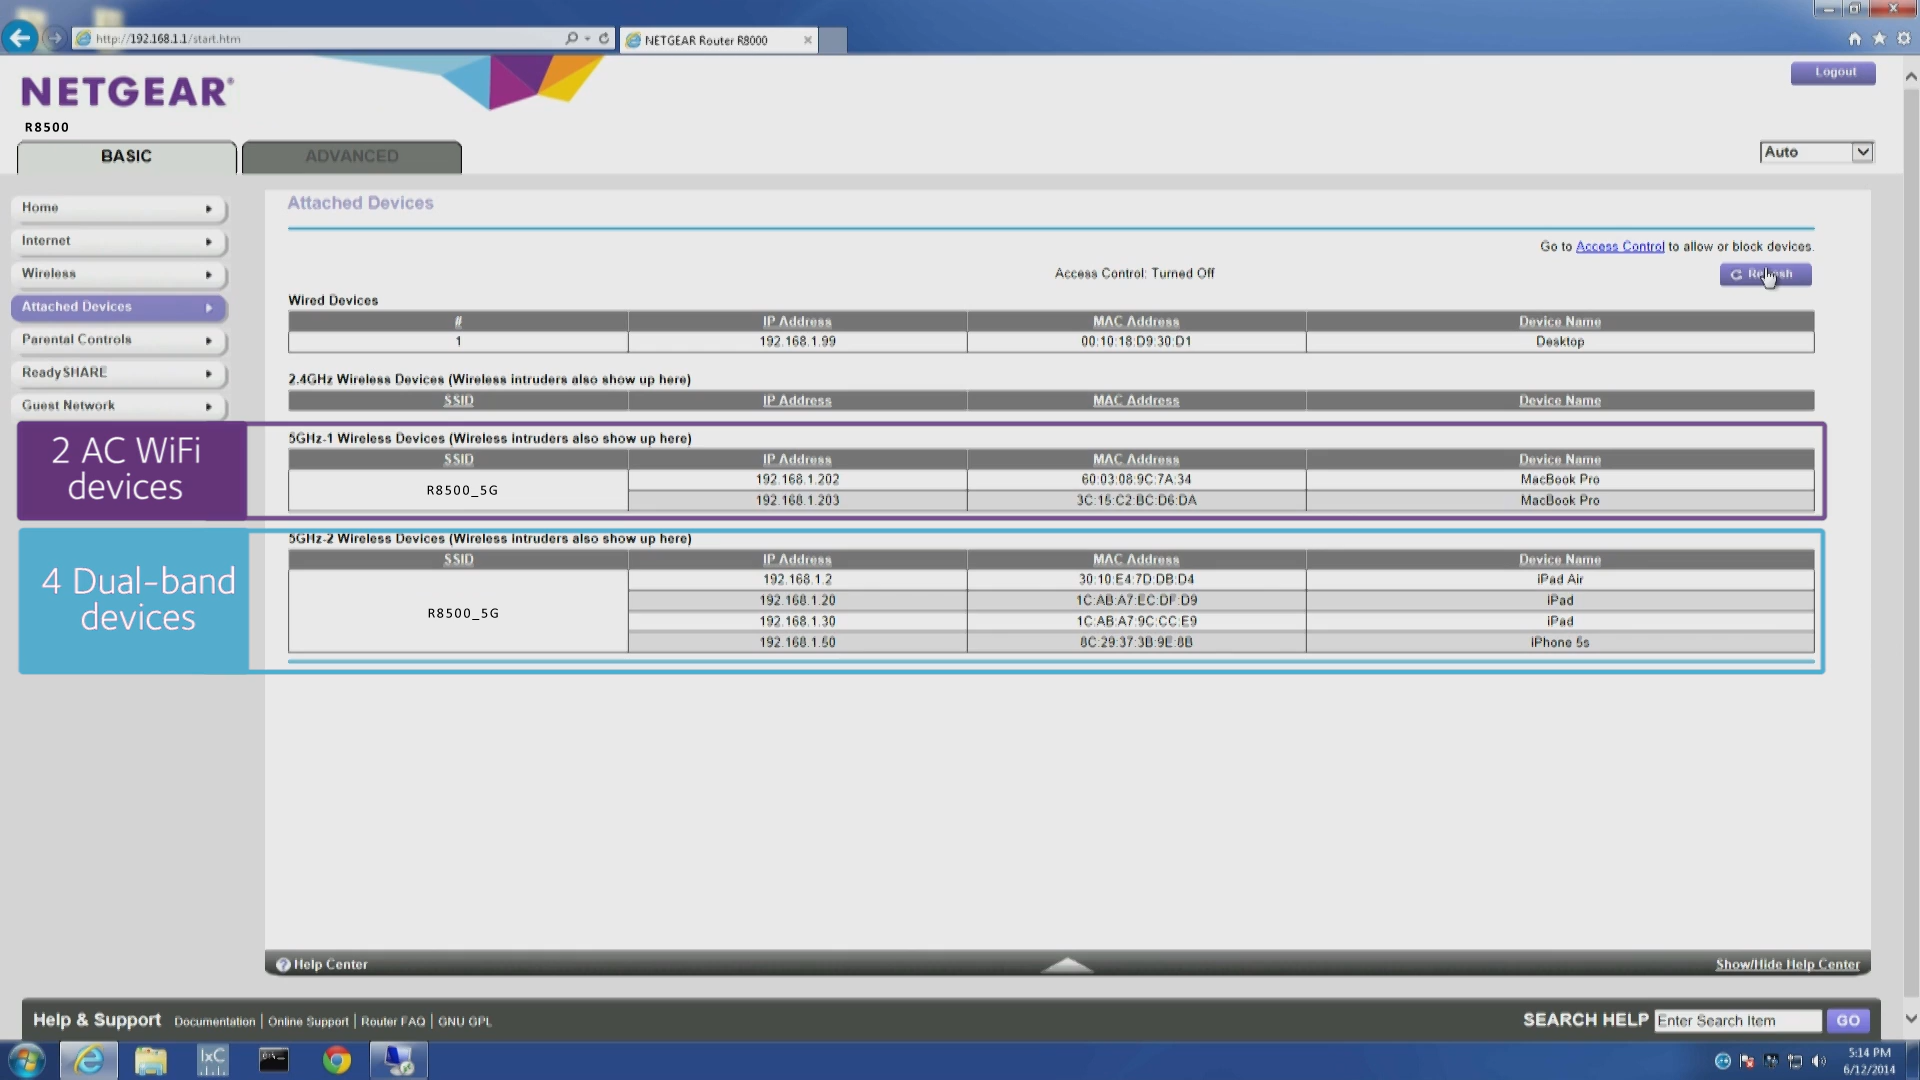 http://192.168.1.1/start.htm
NETGEAR Router R8000
NETGEAR®
Logout
R8500
BASIC
ADVANCED
Auto
Home
Internet
Wireless
Attached Devices
Parental Controls
ReadySHARE
Guest Network
Attached Devices
Go to Access Control to allow or block devices.
Access Control: Turned Off
Refresh
Wired Devices
# IP Address MAC Address Device Name
1 192.168.1.99 00:10:18:D9:30:D1 Desktop
2.4GHz Wireless Devices (Wireless intruders also show up here)
SSID IP Address MAC Address Device Name
2 AC WiFi
devices
5GHz-1 Wireless Devices (Wireless intruders also show up here)
SSID IP Address MAC Address Device Name
R8500_5G
192.168.1.202 60:03:08:9C:7A:34 MacBook Pro
192.168.1.203 3C:15:C2:BC:D6:DA MacBook Pro
4 Dual-band
devices
5GHz-2 Wireless Devices (Wireless intruders also show up here)
SSID IP Address MAC Address Device Name
R8500_5G
192.168.1.2 30:10:E4:7D:DB:D4 iPad Air
192.168.1.20 1C:AB:A7:EC:DF:D9 iPad
192.168.1.30 1C:AB:A7:9C:CC:E9 iPad
192.168.1.50 8C:29:37:3B:9E:8B iPhone 5s
Help Center
Show/Hide Help Center
Help & Support Documentation | Online Support | Router FAQ | GNU GPL
SEARCH HELP Enter Search Item GO
IxC
5:14 PM
6/12/2014